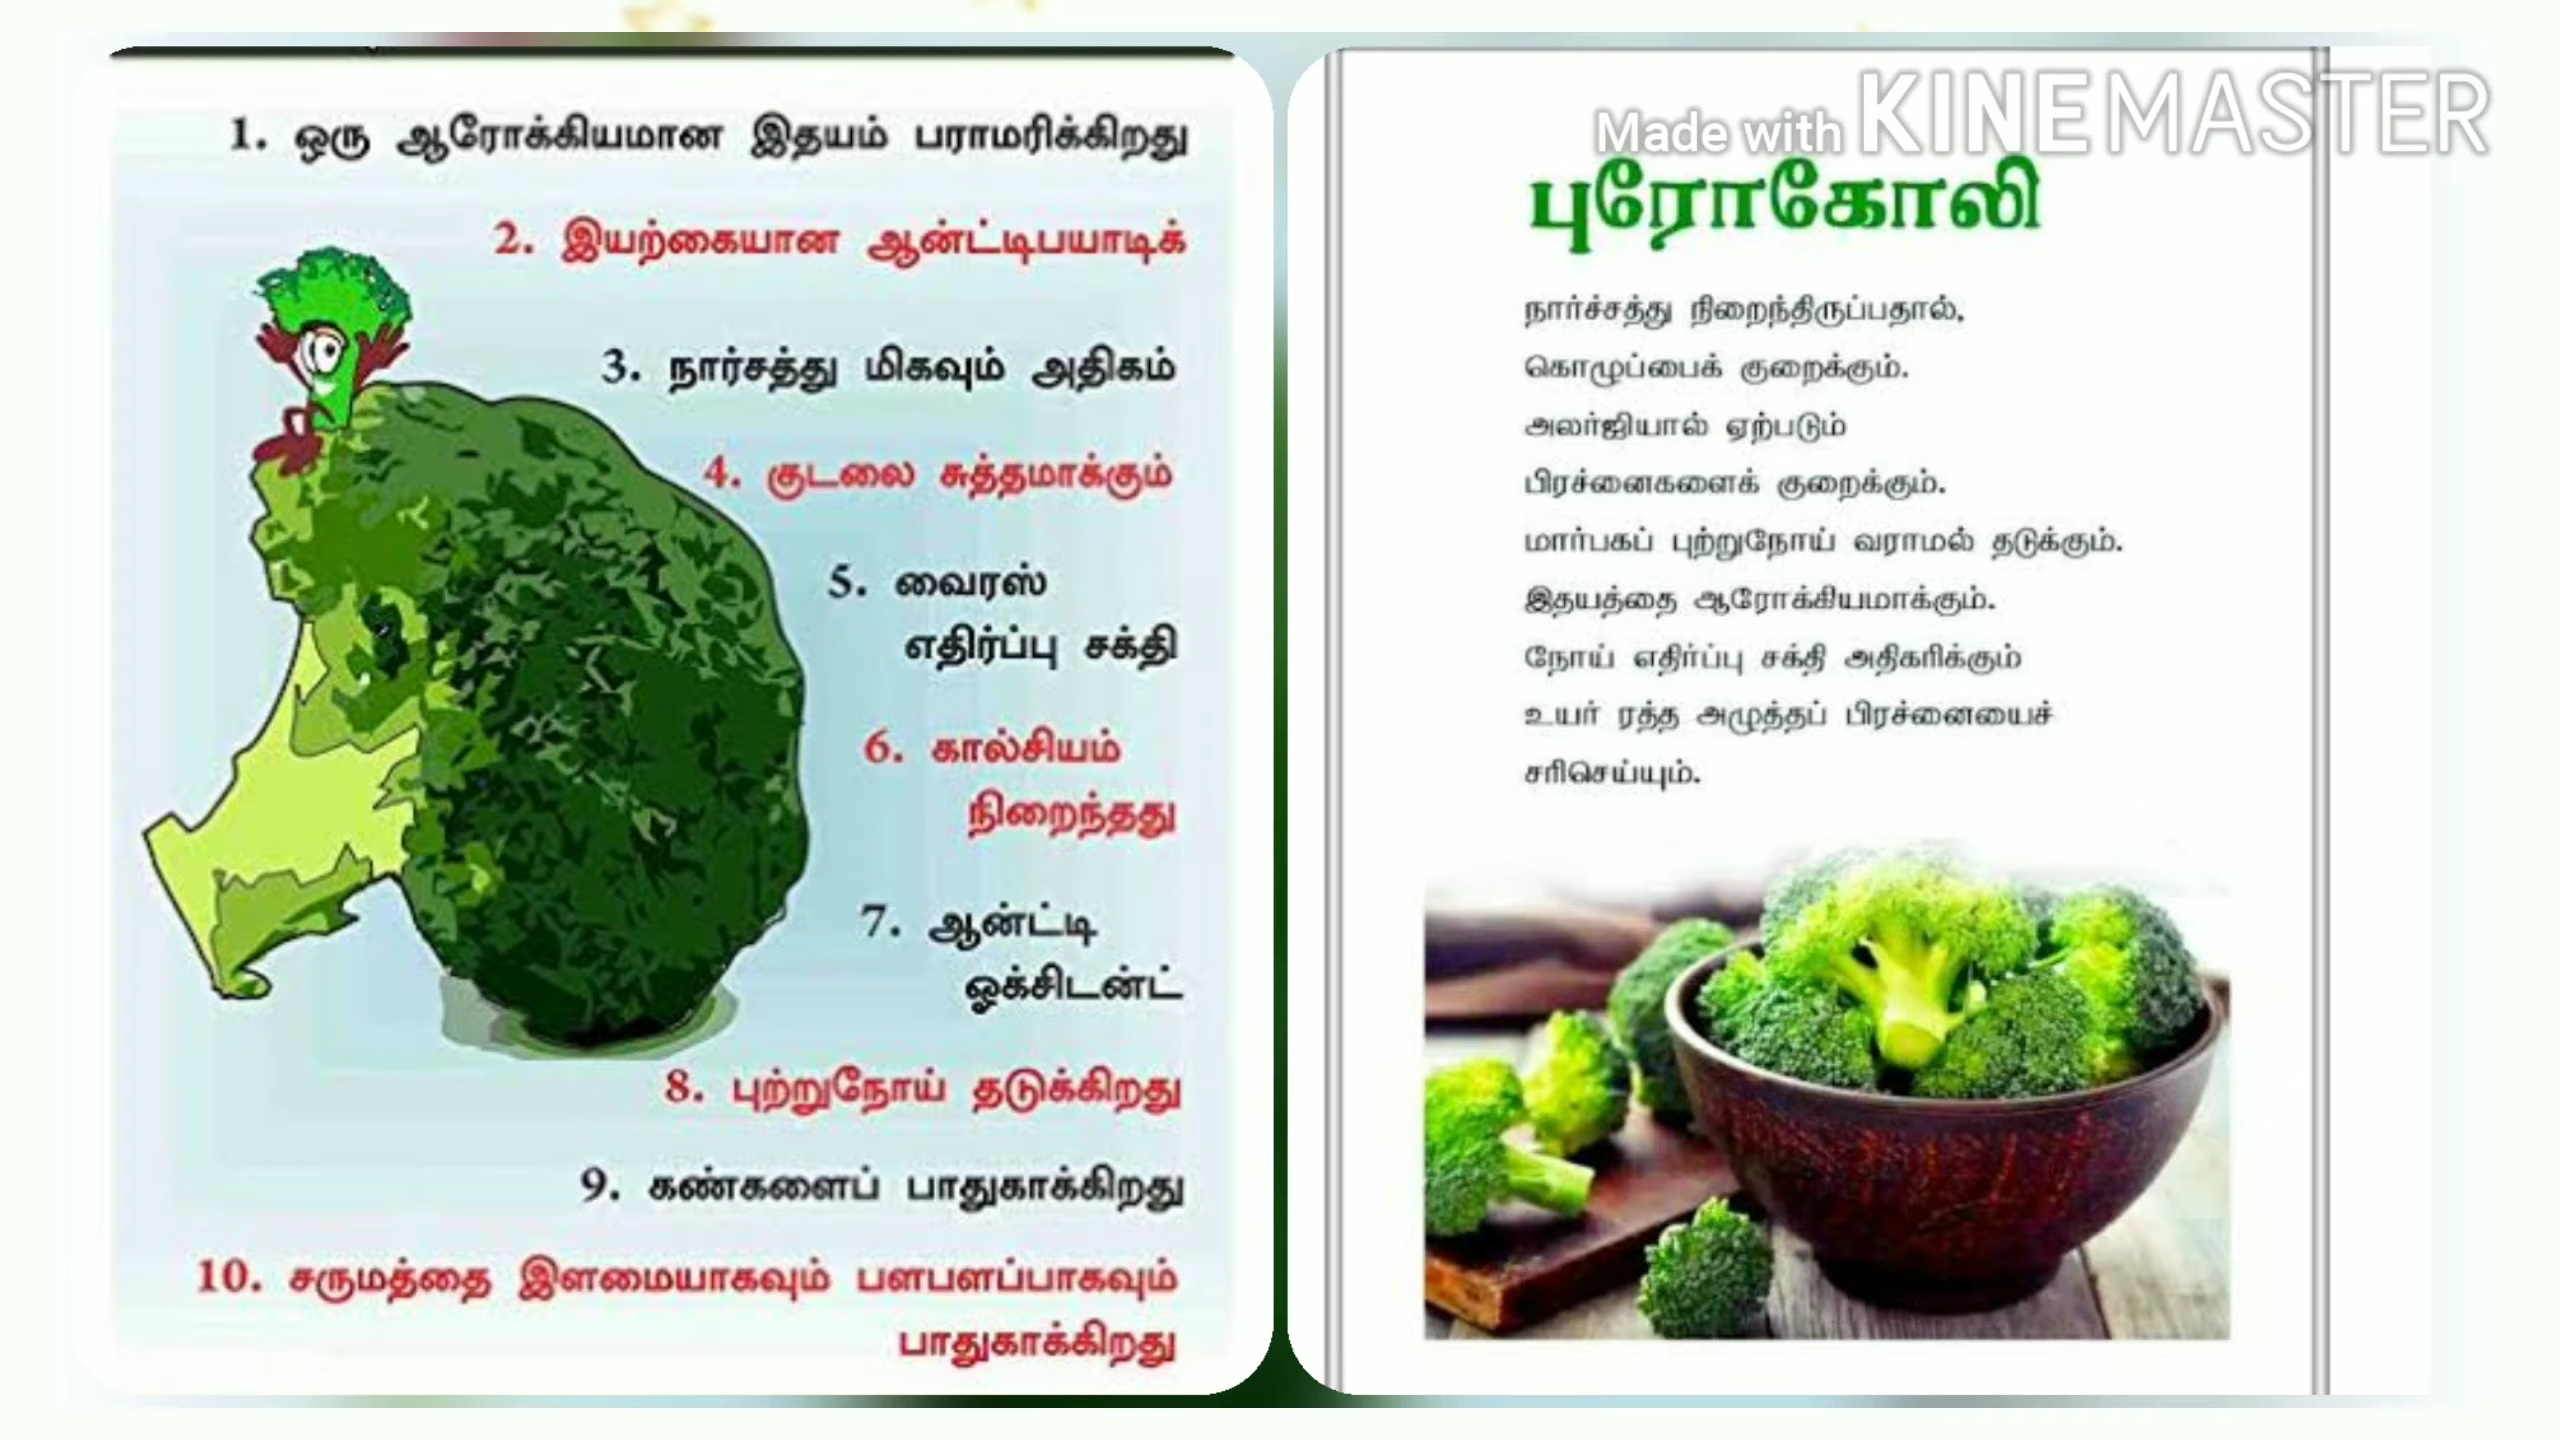 1. ஒரு ஆரோக்கியமான இதயம் பராமரிக்கிறது
2. இயற்கையான ஆன்ட்டிபயாடிக்
3. நார்சத்து மிகவும் அதிகம்
4. குடலை சுத்தமாக்கும்
5. வைரஸ்
எதிர்ப்பு சக்தி
6. கால்சியம்
நிறைந்தது
7. ஆன்ட்டி
ஓக்சிடன்ட்
8. புற்றுநோய் தடுக்கிறது
9. கண்களைப் பாதுகாக்கிறது
10. சருமத்தை இளமையாகவும் பளபளப்பாகவும்
பாதுகாக்கிறது
Made with KINEMASTER
புரோகோலி
நார்ச்சத்து நிறைந்திருப்பதால்,
கொழுப்பைக் குறைக்கும்.
அலர்ஜியால் ஏற்படும்
பிரச்னைகளைக் குறைக்கும்.
மார்பகப் புற்றுநோய் வராமல் தடுக்கும்.
இதயத்தை ஆரோக்கியமாக்கும்.
நோய் எதிர்ப்பு சக்தி அதிகரிக்கும்
உயர் ரத்த அழுத்தப் பிரச்னையைச்
சரிசெய்யும்.